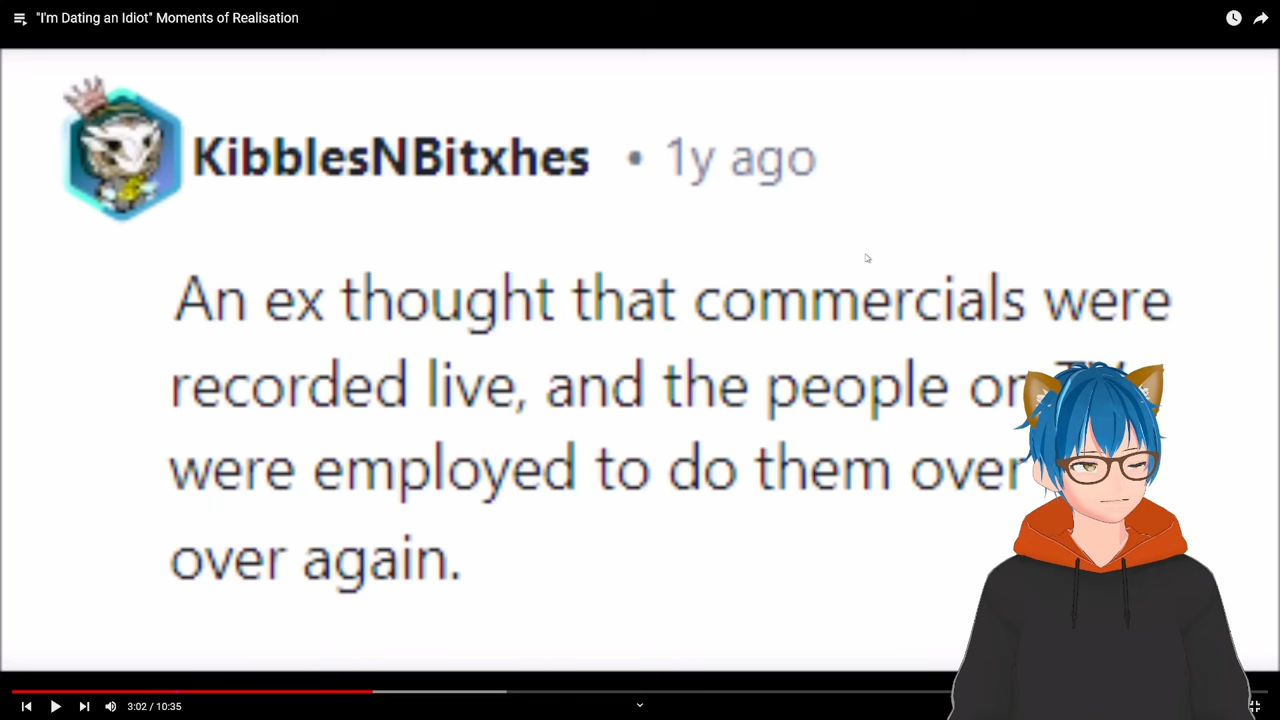 "I'm Dating an Idiot" Moments of Realisation
KibblesNBitxhes • 1y ago
An ex thought that commercials were
recorded live, and the people on
were employed to do them over
over again.
3:02 / 10:35